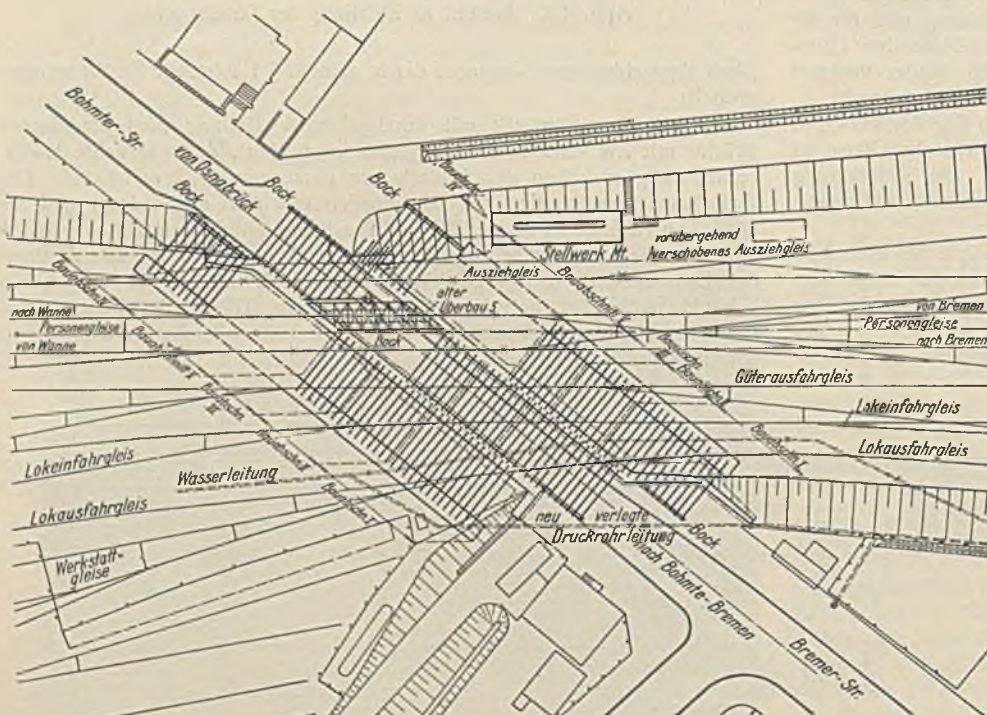 Bohmter-Str.
von Osnabrück
Bock
Bock
Bock
Stellwerk Mt.
vorübergehend
verschobenes Ausziehgleis
Ausziehgleis
alter
Überbau S.
nach Wanne
Personengleise
von Wanne
Bock
von Bremen
Personengleise
nach Bremen
Güterausfahrgleis
Lokeinfahrgleis
Lokausfahrgleis
Lokeinfahrgleis
Wasserleitung
Lokausfahrgleis
Werkstatt-
gleise
neu verlegte
Druckrohrleitung
Bock
nach Bohmte-Bremen
Bremer-Str.